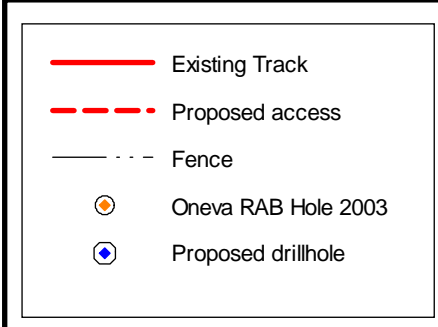 Existing Track
Proposed access
Fence
Oneva RAB Hole 2003
Proposed drillhole